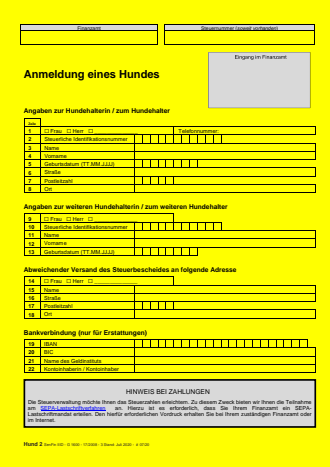 Finanzamt
Steuernummer (soweit vorhanden)
Eingang im Finanzamt
Anmeldung eines Hundes
Angaben zur Hundehalterin / zum Hundehalter
Zeile
1 ☐ Frau ☐ Herr ☐ Telefonnummer:
2 Steuerliche Identifikationsnummer
3 Name
4 Vorname
5 Geburtsdatum (TT.MM.JJJJ)
6 Straße
7 Postleitzahl
8 Ort
Angaben zur weiteren Hundehalterin / zum weiteren Hundehalter
9 ☐ Frau ☐ Herr ☐
10 Steuerliche Identifikationsnummer
11 Name
12 Vorname
13 Geburtsdatum (TT.MM.JJJJ)
Abweichender Versand des Steuerbescheides an folgende Adresse
14 ☐ Frau ☐ Herr ☐
15 Name
16 Straße
17 Postleitzahl
18 Ort
Bankverbindung (nur für Erstattungen)
19 IBAN
20 BIC
21 Name des Geldinstituts
22 Kontoinhaberin / Kontoinhaber
HINWEIS BEI ZAHLUNGEN
Die Steuerverwaltung möchte Ihnen das Steuerzahlen erleichtern. Zu diesem Zweck bieten wir Ihnen die Teilnahme
am SEPA-Lastschriftverfahren an. Hierzu ist es erforderlich, dass Sie Ihrem Finanzamt ein SEPA-
Lastschriftmandat erteilen. Den hierfür erforderlichen Vordruck erhalten Sie bei Ihrem zuständigen Finanzamt oder
im Internet.
Hund 2